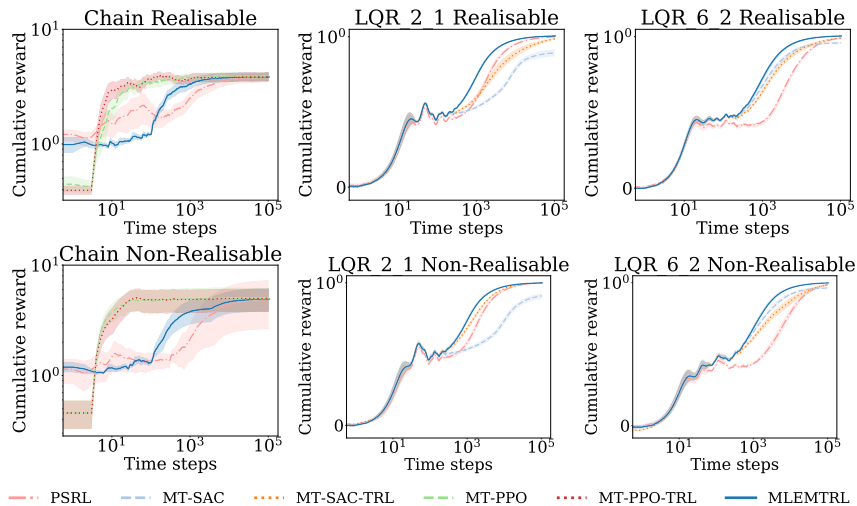 Chain Realisable
LQR_2_1 Realisable
LQR_6_2 Realisable
Cumulative reward
10^1
10^0
10^1
10^3
10^5
Time steps
Cumulative reward
10^0
0
10^1
10^3
10^5
Time steps
Cumulative reward
10^0
0
10^1
10^3
10^5
Time steps
Chain Non-Realisable
LQR_2_1 Non-Realisable
LQR_6_2 Non-Realisable
Cumulative reward
10^1
10^0
10^1
10^3
10^5
Time steps
Cumulative reward
10^0
0
10^1
10^3
10^5
Time steps
Cumulative reward
10^0
0
10^1
10^3
10^5
Time steps
PSRL MT-SAC MT-SAC-TRL MT-PPO MT-PPO-TRL MLEMTRL